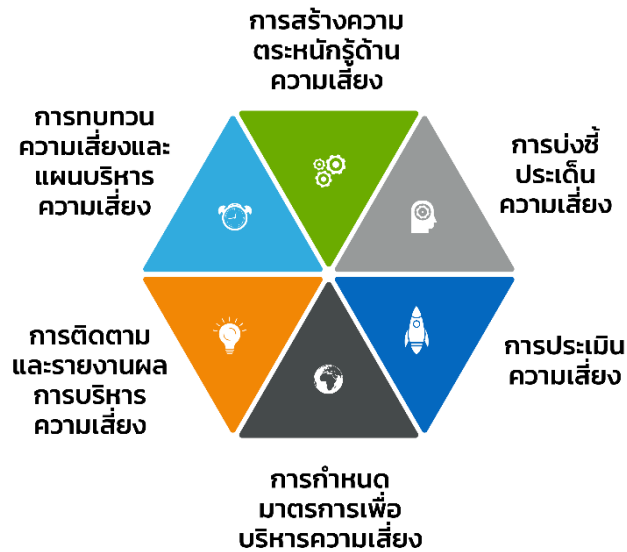 การสร้างความ
ตระหนักรู้ด้าน
ความเสี่ยง
การบ่งชี้
ประเด็น
ความเสี่ยง
การประเมิน
ความเสี่ยง
การกำหนด
มาตรการเพื่อ
บริหารความเสี่ยง
การติดตาม
และรายงานผล
การบริหาร
ความเสี่ยง
การทบทวน
ความเสี่ยงและ
แผนบริหาร
ความเสี่ยง